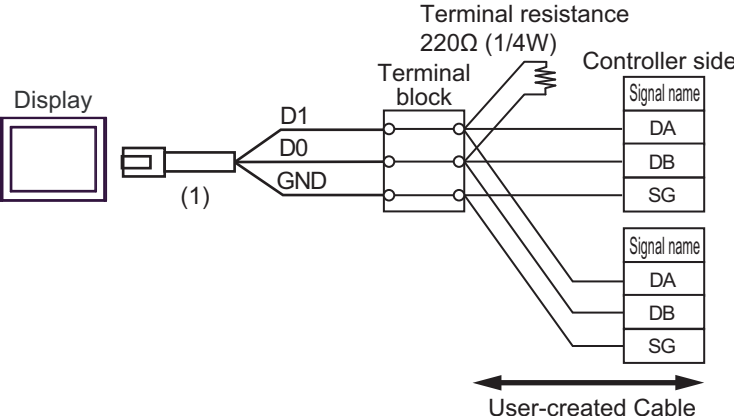 Terminal resistance
220Ω (1/4W)
Controller side
Terminal
block
Display
Signal name
D1
DA
D0
DB
GND
SG
(1)
Signal name
DA
DB
SG
User-created Cable